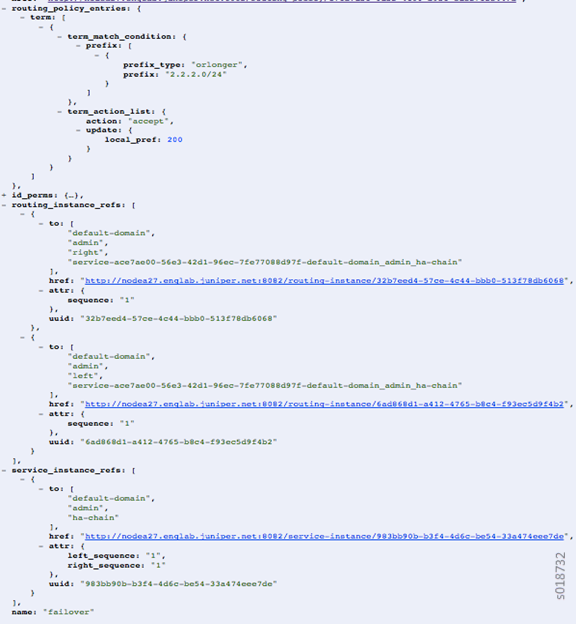 − routing_policy_entries: {
− term: [
− {
− term_match_condition: {
− prefix: [
− {
prefix_type: "orlonger",
prefix: "2.2.2.0/24"
}
]
},
− term_action_list: {
action: "accept",
− update: {
local_pref: 200
}
}
}
]
},
+ id_perms: {…},
− routing_instance_refs: [
− {
− to: [
"default-domain",
"admin",
"right",
"service-ace7ae00-56e3-42d1-96ec-7fe77088d97f-default-domain_admin_ha-chain"
],
href: "http://nodea27.englab.juniper.net:8082/routing-instance/32b7eed4-57ce-4c44-bbb0-513f78db6068",
− attr: {
sequence: "1"
},
uuid: "32b7eed4-57ce-4c44-bbb0-513f78db6068"
},
− {
− to: [
"default-domain",
"admin",
"left",
"service-ace7ae00-56e3-42d1-96ec-7fe77088d97f-default-domain_admin_ha-chain"
],
href: "http://nodea27.englab.juniper.net:8082/routing-instance/6ad868d1-a412-4765-b8c4-f93ec5d9f4b2",
− attr: {
sequence: "1"
},
uuid: "6ad868d1-a412-4765-b8c4-f93ec5d9f4b2"
}
],
− service_instance_refs: [
− {
− to: [
"default-domain",
"admin",
"ha-chain"
],
href: "http://nodea27.englab.juniper.net:8082/service-instance/983bb90b-b3f4-4d6c-be54-33a474eee7de",
− attr: {
left_sequence: "1",
right_sequence: "1"
},
uuid: "983bb90b-b3f4-4d6c-be54-33a474eee7de"
}
],
name: "failover"
s018732